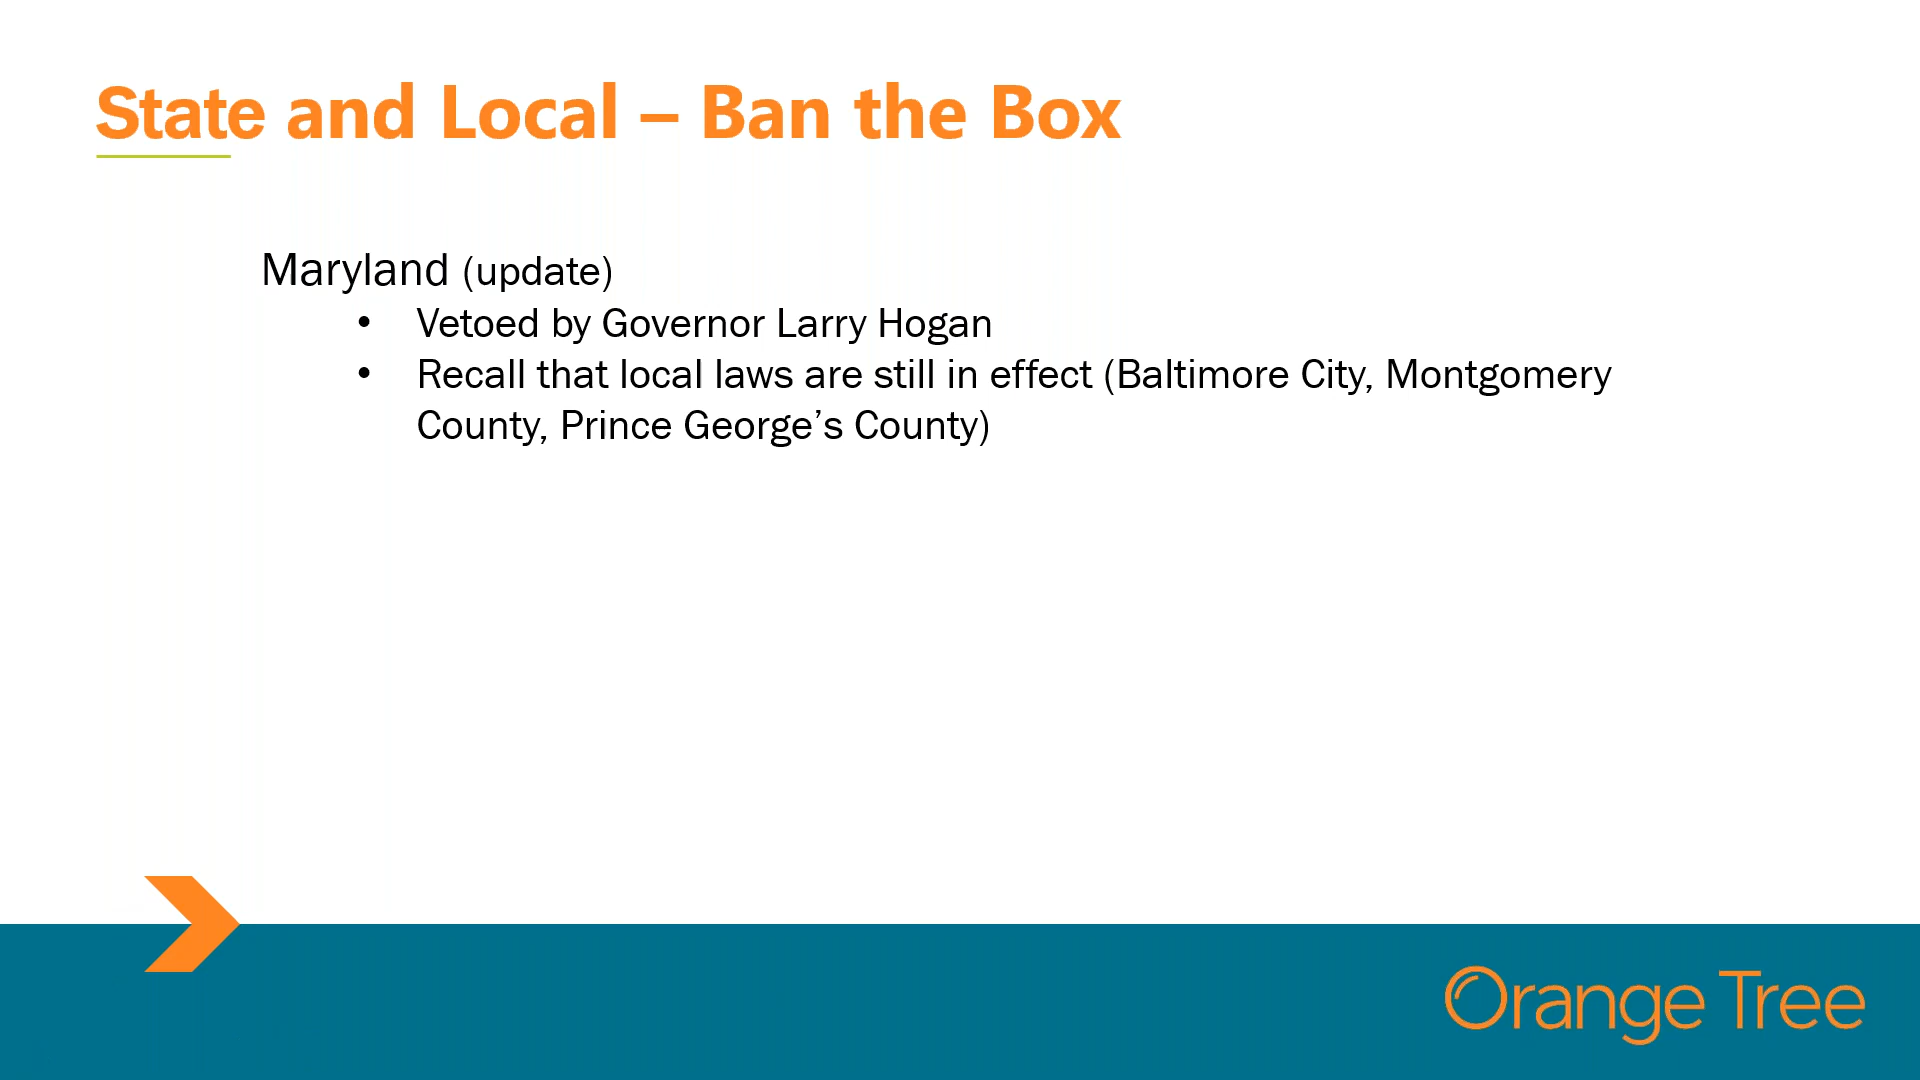 State and Local – Ban the Box
Maryland (update)
• Vetoed by Governor Larry Hogan
• Recall that local laws are still in effect (Baltimore City, Montgomery
County, Prince George’s County)
Orange Tree